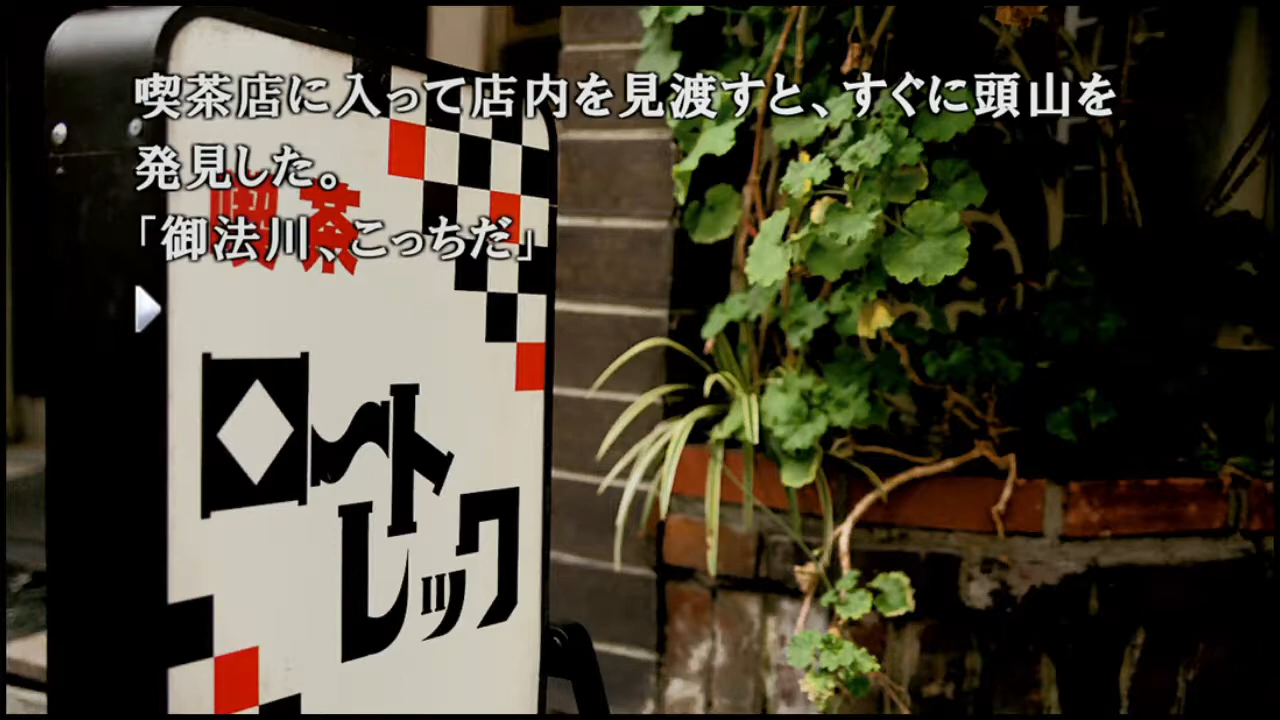 喫茶店に入って店内を見渡すと、すぐに頭山を
発見した。
「御法川、こっちだ」
喫茶
ロートレック